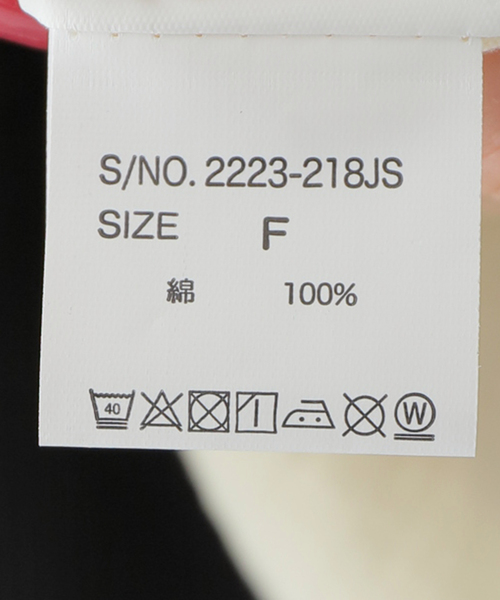 S/NO. 2223-218JS
SIZE F
綿 100%
40 W